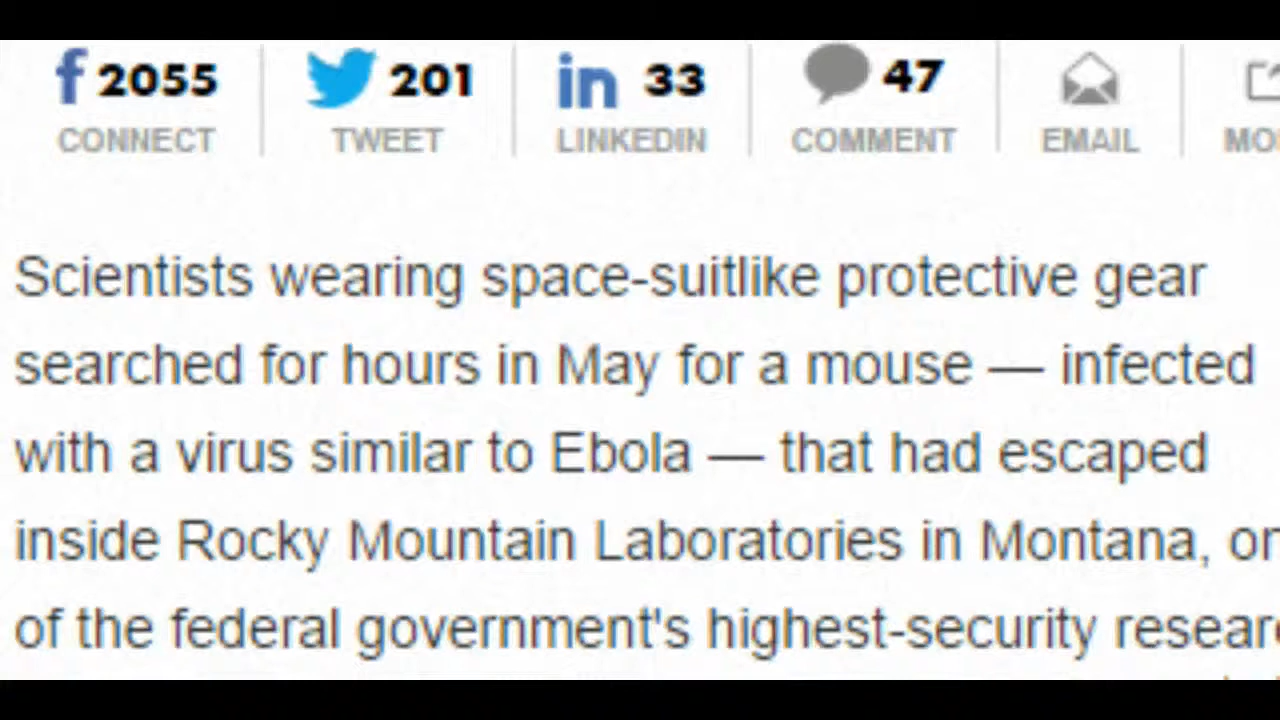 f 2055 201 in 33 47
CONNECT TWEET LINKEDIN COMMENT EMAIL
Scientists wearing space-suitlike protective gear
searched for hours in May for a mouse — infected
with a virus similar to Ebola — that had escaped
inside Rocky Mountain Laboratories in Montana,
of the federal government's highest-security